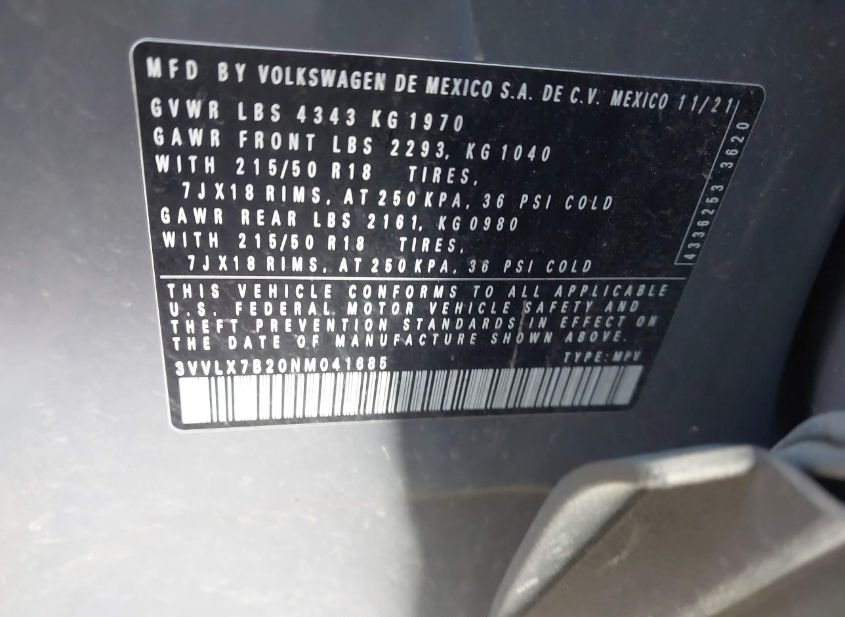 MFD BY VOLKSWAGEN DE MEXICO S.A. DE C.V. MEXICO 11/21
GVWR LBS 4343 KG 1970
GAWR FRONT LBS 2293, KG 1040
WITH 215/50 R18 TIRES,
7JX18 RIMS, AT 250 KPA, 36 PSI COLD
GAWR REAR LBS 2161, KG 0980
WITH 215/50 R18 TIRES,
7JX18 RIMS, AT 250 KPA, 36 PSI COLD
4336253 3620
THIS VEHICLE CONFORMS TO ALL APPLICABLE
U.S. FEDERAL MOTOR VEHICLE SAFETY AND
THEFT PREVENTION STANDARDS IN EFFECT ON
THE DATE OF MANUFACTURE SHOWN ABOVE.
3VVLX7B20NM041685 TYPE: MPV